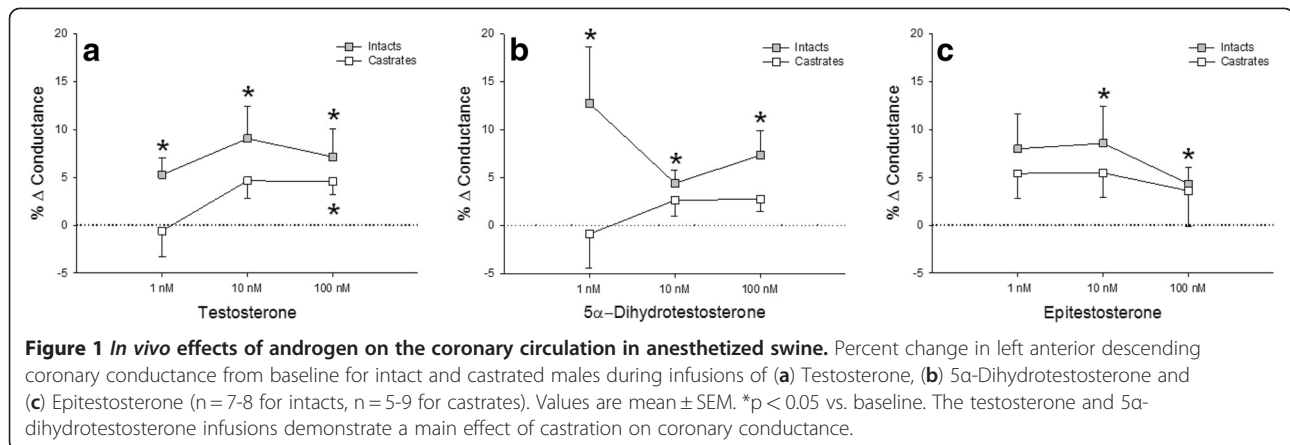 a
20
15
10
5
0
-5
% Δ Conductance
Intacts
Castrates
*
*
*
*
1 nM
10 nM
100 nM
Testosterone
b
20
15
10
5
0
-5
% Δ Conductance
Intacts
Castrates
*
*
*
1 nM
10 nM
100 nM
5α–Dihydrotestosterone
c
20
15
10
5
0
-5
% Δ Conductance
Intacts
Castrates
*
*
1 nM
10 nM
100 nM
Epitestosterone
Figure 1 In vivo effects of androgen on the coronary circulation in anesthetized swine. Percent change in left anterior descending
coronary conductance from baseline for intact and castrated males during infusions of (a) Testosterone, (b) 5α-Dihydrotestosterone and
(c) Epitestosterone (n = 7-8 for intacts, n = 5-9 for castrates). Values are mean ± SEM. *p < 0.05 vs. baseline. The testosterone and 5α-
dihydrotestosterone infusions demonstrate a main effect of castration on coronary conductance.